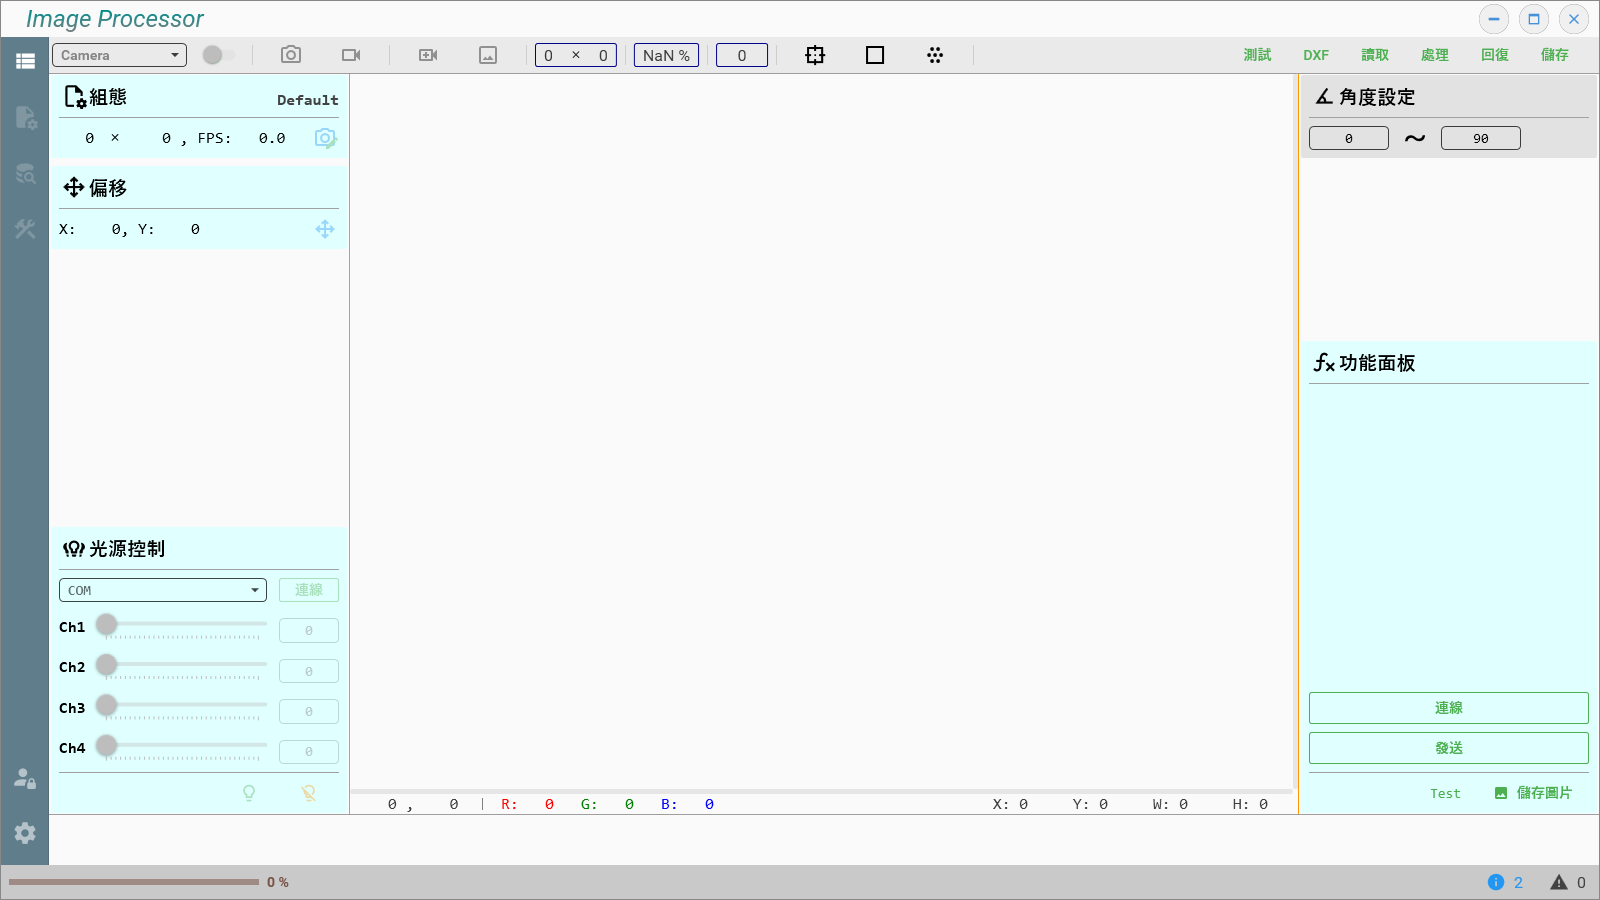 Image Processor
Camera
0 × 0
NaN %
0
測試 DXF 讀取 處理 回復 儲存
組態 Default
0 × 0 , FPS: 0.0
偏移
X: 0, Y: 0
光源控制
COM 連線
Ch1 0
Ch2 0
Ch3 0
Ch4 0
0 , 0 | R: 0 G: 0 B: 0 X: 0 Y: 0 W: 0 H: 0
角度設定
0 ～ 90
功能面板
連線
發送
Test 儲存圖片
0 % 2 0